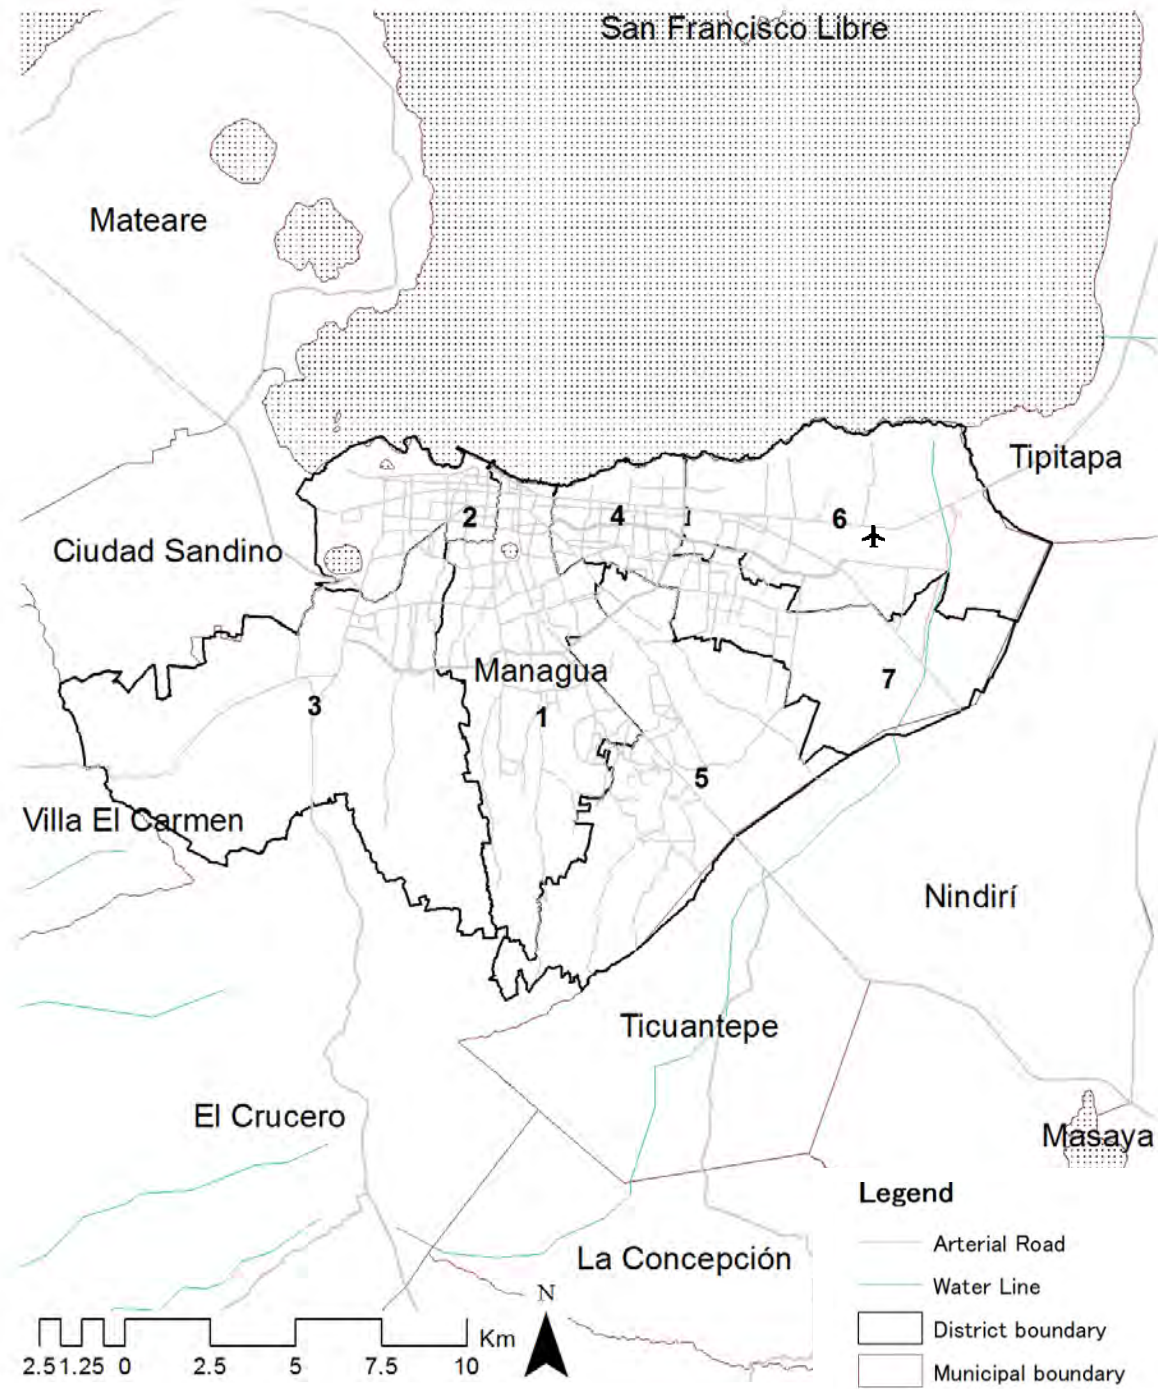 San Francisco Libre
Mateare
Tipitapa
2
4
6
Ciudad Sandino
Managua
7
3
1
5
Villa El Carmen
Nindirí
Ticuantepe
El Crucero
Masaya
Legend
Arterial Road
Water Line
District boundary
Municipal boundary
La Concepción
N
Km
2.5 1.25 0 2.5 5 7.5 10